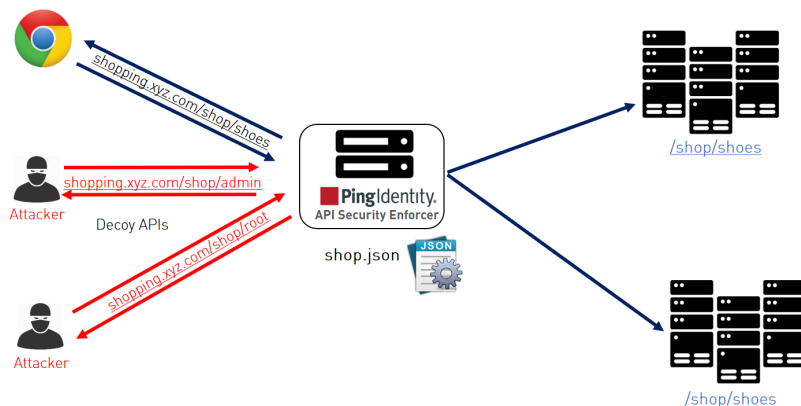 shopping.xyz.com/shop/shoes
shopping.xyz.com/shop/admin
Attacker
Decoy APIs
shopping.xyz.com/shop/root
Attacker
PingIdentity.
API Security Enforcer
shop.json
JSON
/shop/shoes
/shop/shoes